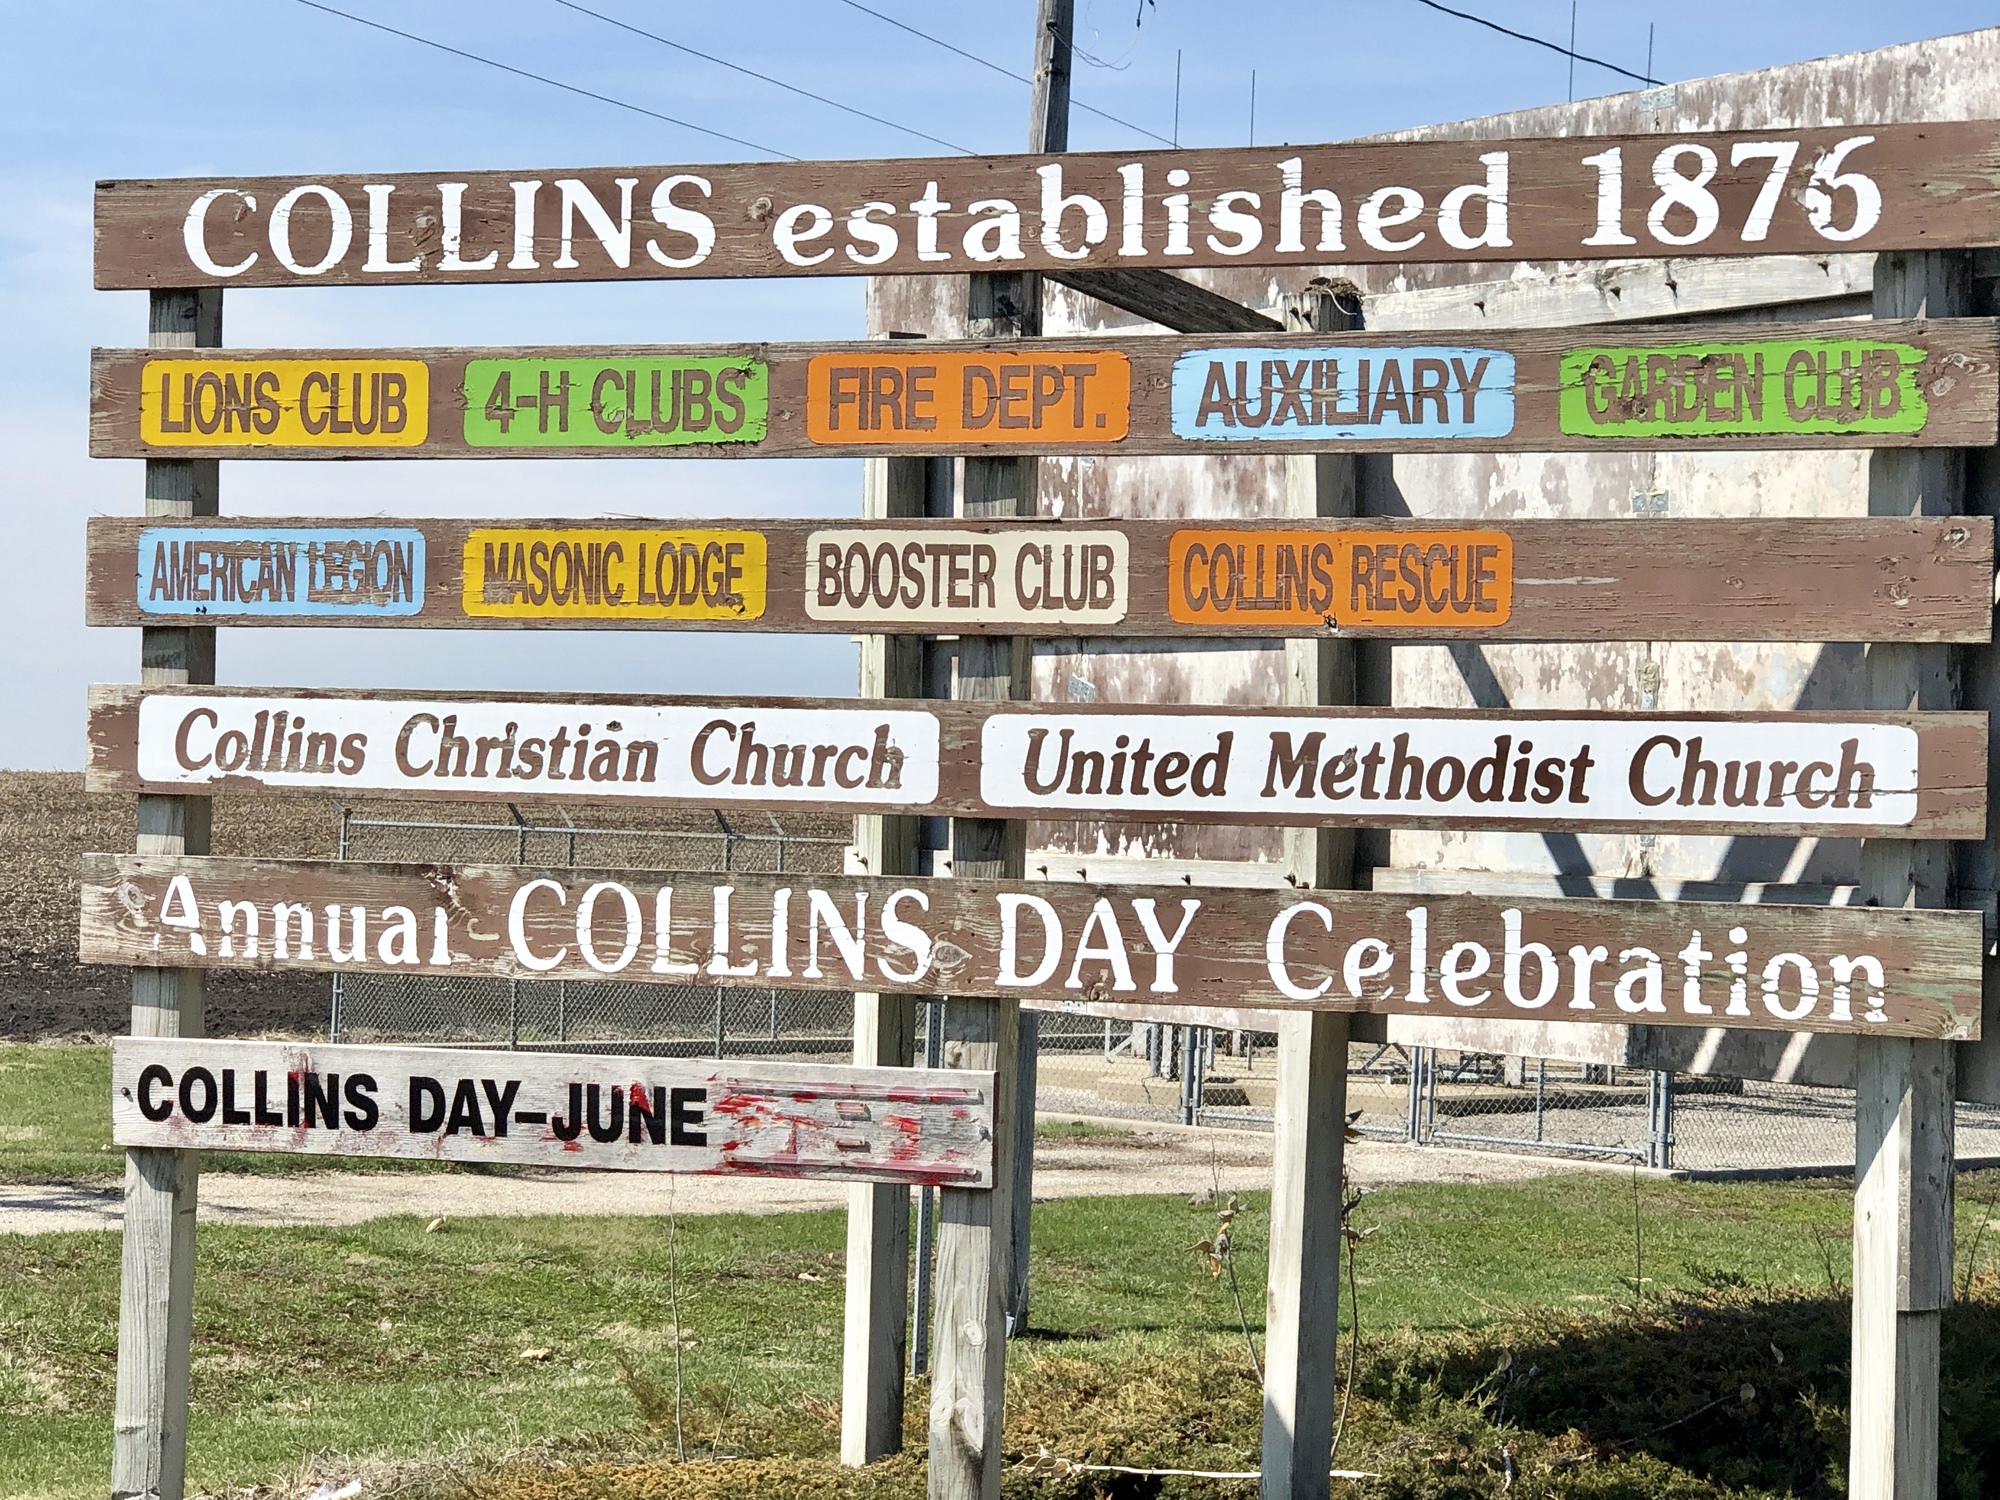 COLLINS established 1876
LIONS CLUB 4-H CLUBS FIRE DEPT. AUXILIARY GARDEN CLUB
AMERICAN LEGION MASONIC LODGE BOOSTER CLUB COLLINS RESCUE
Collins Christian Church United Methodist Church
Annual COLLINS DAY Celebration
COLLINS DAY-JUNE